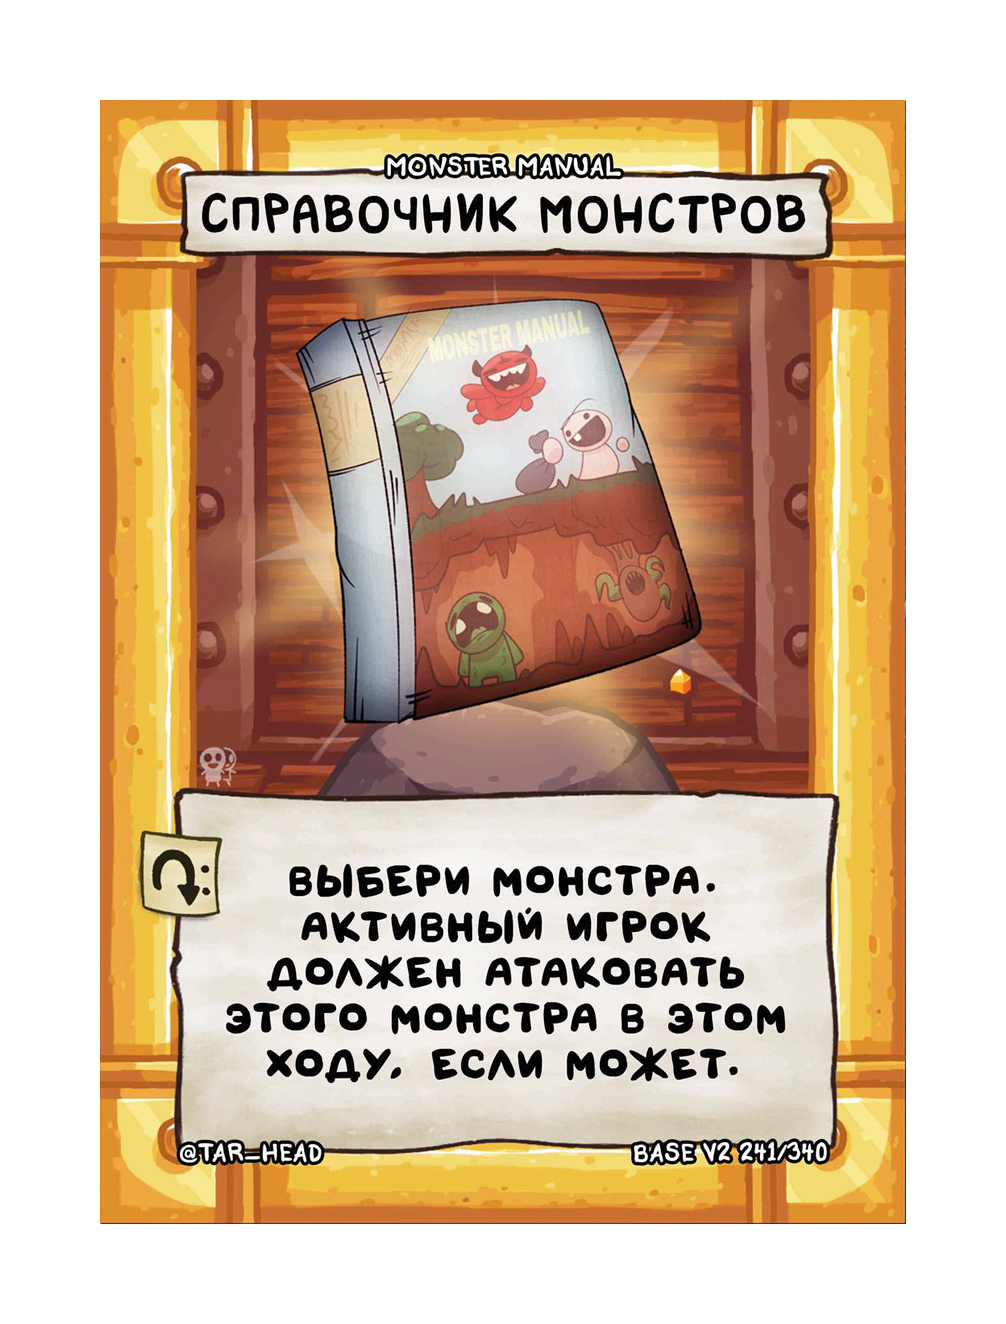 MONSTER MANUAL
СПРАВОЧНИК МОНСТРОВ
MONSTER MANUAL
ВЫБЕРИ МОНСТРА.
АКТИВНЫЙ ИГРОК
ДОЛЖЕН АТАКОВАТЬ
ЭТОГО МОНСТРА В ЭТОМ
ХОДУ, ЕСЛИ МОЖЕТ.
@TAR_HEAD
BASE V2 241/340